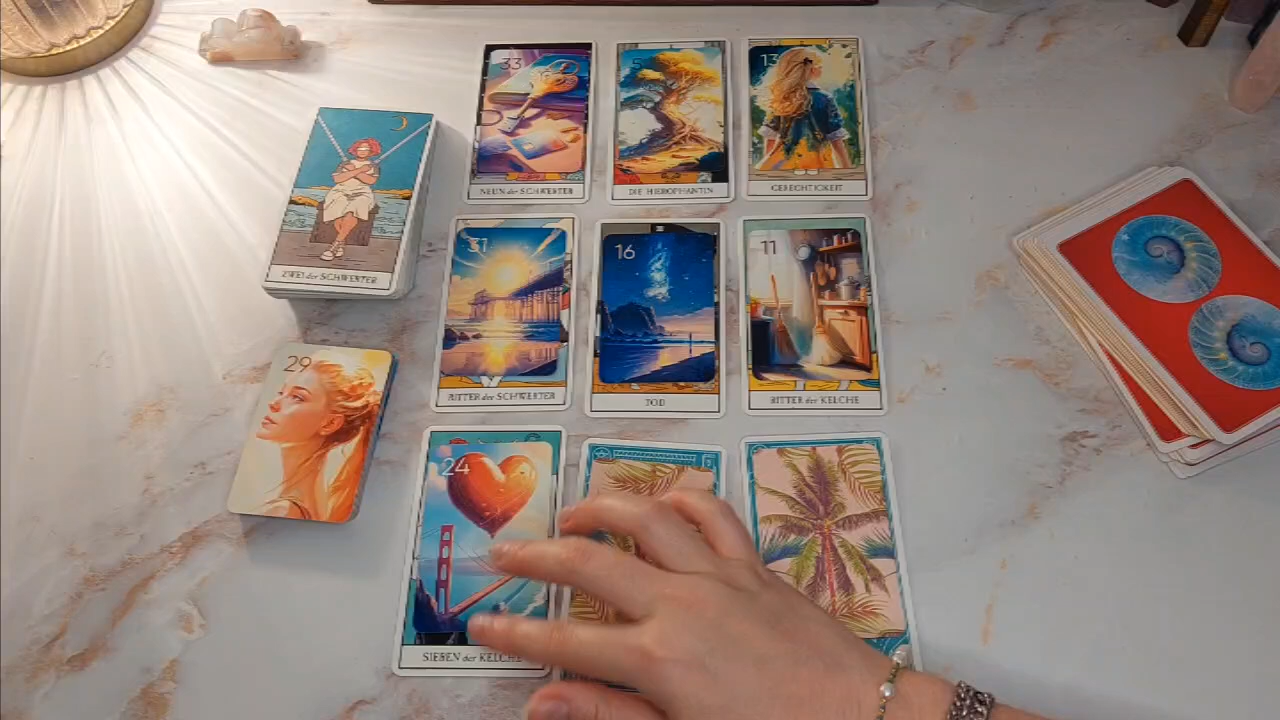 33
NEUN der SCHWERTER
5
DIE HIEROPHANTIN
13
GERECHTIGKEIT
ZWEI der SCHWERTER
31
RITTER der SCHWERTER
16
TOD
11
RITTER der KELCHE
29
24
SIEBEN der KELCHE